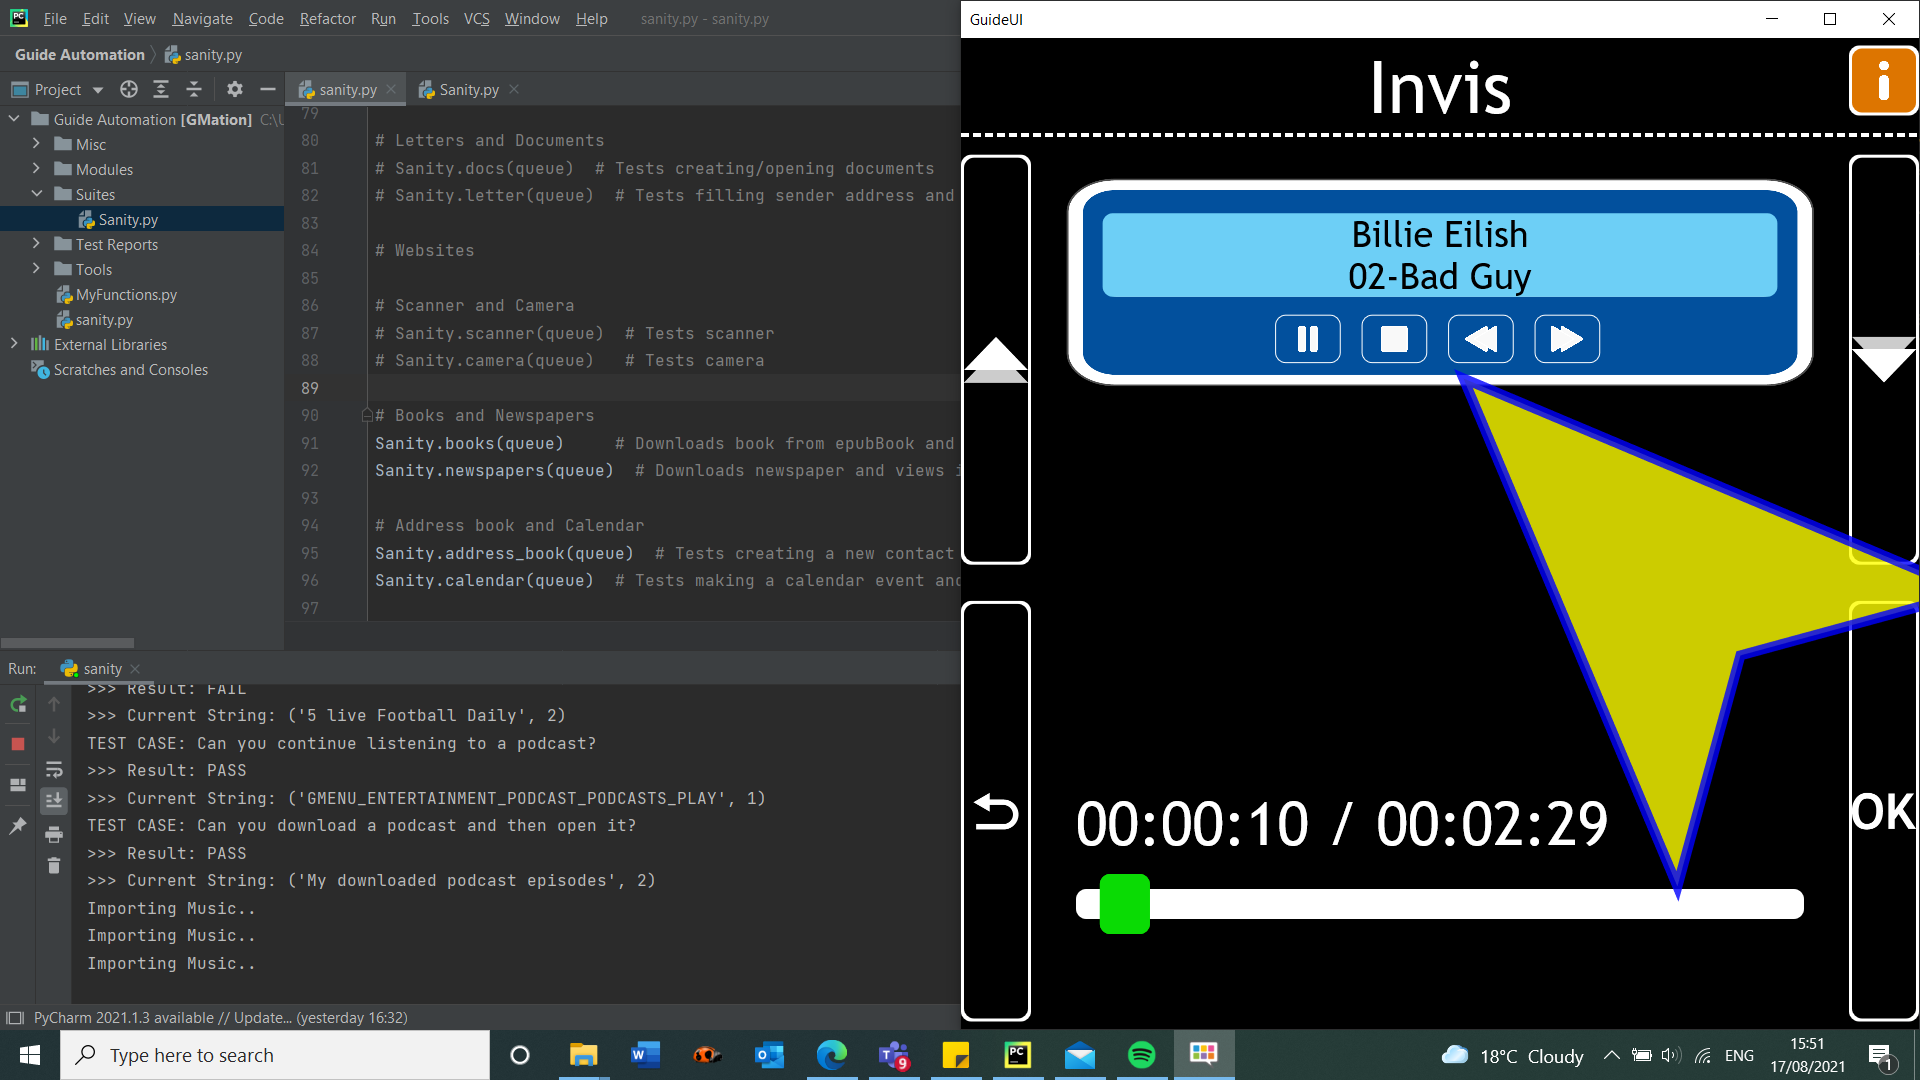 File Edit View Navigate Code Refactor Run Tools VCS Window Help sanity.py - sanity.py
Guide Automation sanity.py
Project
sanity.py Sanity.py
Guide Automation [GMation] C:\
Misc
Modules
Suites
Sanity.py
Test Reports
Tools
MyFunctions.py
sanity.py
External Libraries
Scratches and Consoles
79
80 # Letters and Documents
81 # Sanity.docs(queue) # Tests creating/opening documents
82 # Sanity.letter(queue) # Tests filling sender address and
83
84 # Websites
85
86 # Scanner and Camera
87 # Sanity.scanner(queue) # Tests scanner
88 # Sanity.camera(queue) # Tests camera
89
90 # Books and Newspapers
91 Sanity.books(queue) # Downloads book from epubBook and
92 Sanity.newspapers(queue) # Downloads newspaper and views
93
94 # Address book and Calendar
95 Sanity.address_book(queue) # Tests creating a new contact
96 Sanity.calendar(queue) # Tests making a calendar event and
97
Run: sanity
>>> Result: FAIL
>>> Current String: ('5 live Football Daily', 2)
TEST CASE: Can you continue listening to a podcast?
>>> Result: PASS
>>> Current String: ('GMENU_ENTERTAINMENT_PODCAST_PODCASTS_PLAY', 1)
TEST CASE: Can you download a podcast and then open it?
>>> Result: PASS
>>> Current String: ('My downloaded podcast episodes', 2)
Importing Music..
Importing Music..
Importing Music..
PyCharm 2021.1.3 available // Update... (yesterday 16:32)
GuideUI
Invis
i
Billie Eilish
02-Bad Guy
00:00:10 / 00:02:29
OK
Type here to search
9
18°C Cloudy
ENG
15:51
17/08/2021
1